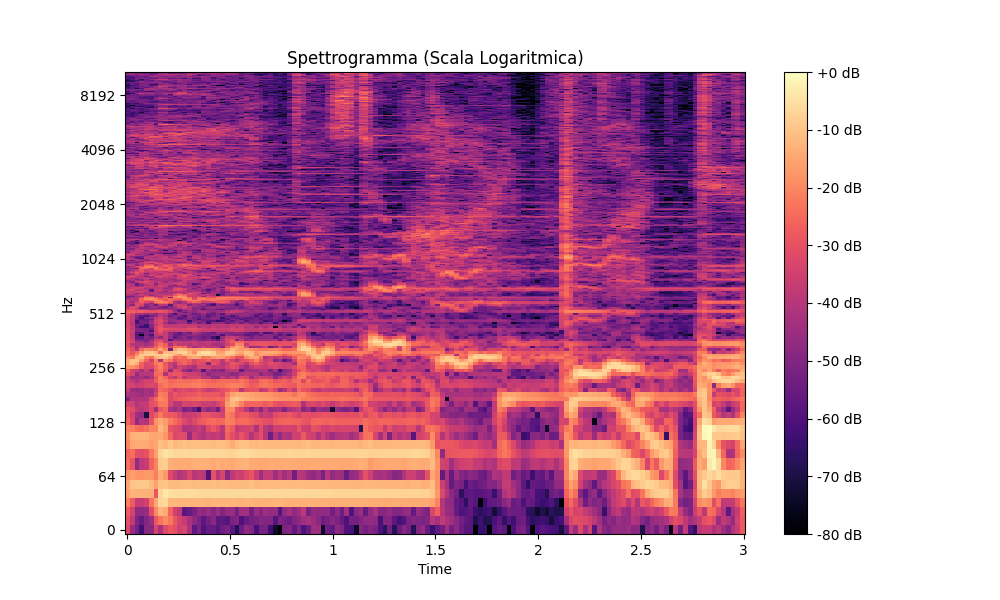 Spettrogramma (Scala Logaritmica)
8192
4096
2048
1024
512
256
128
64
0
Hz
0
0.5
1
1.5
2
2.5
3
Time
+0 dB
-10 dB
-20 dB
-30 dB
-40 dB
-50 dB
-60 dB
-70 dB
-80 dB